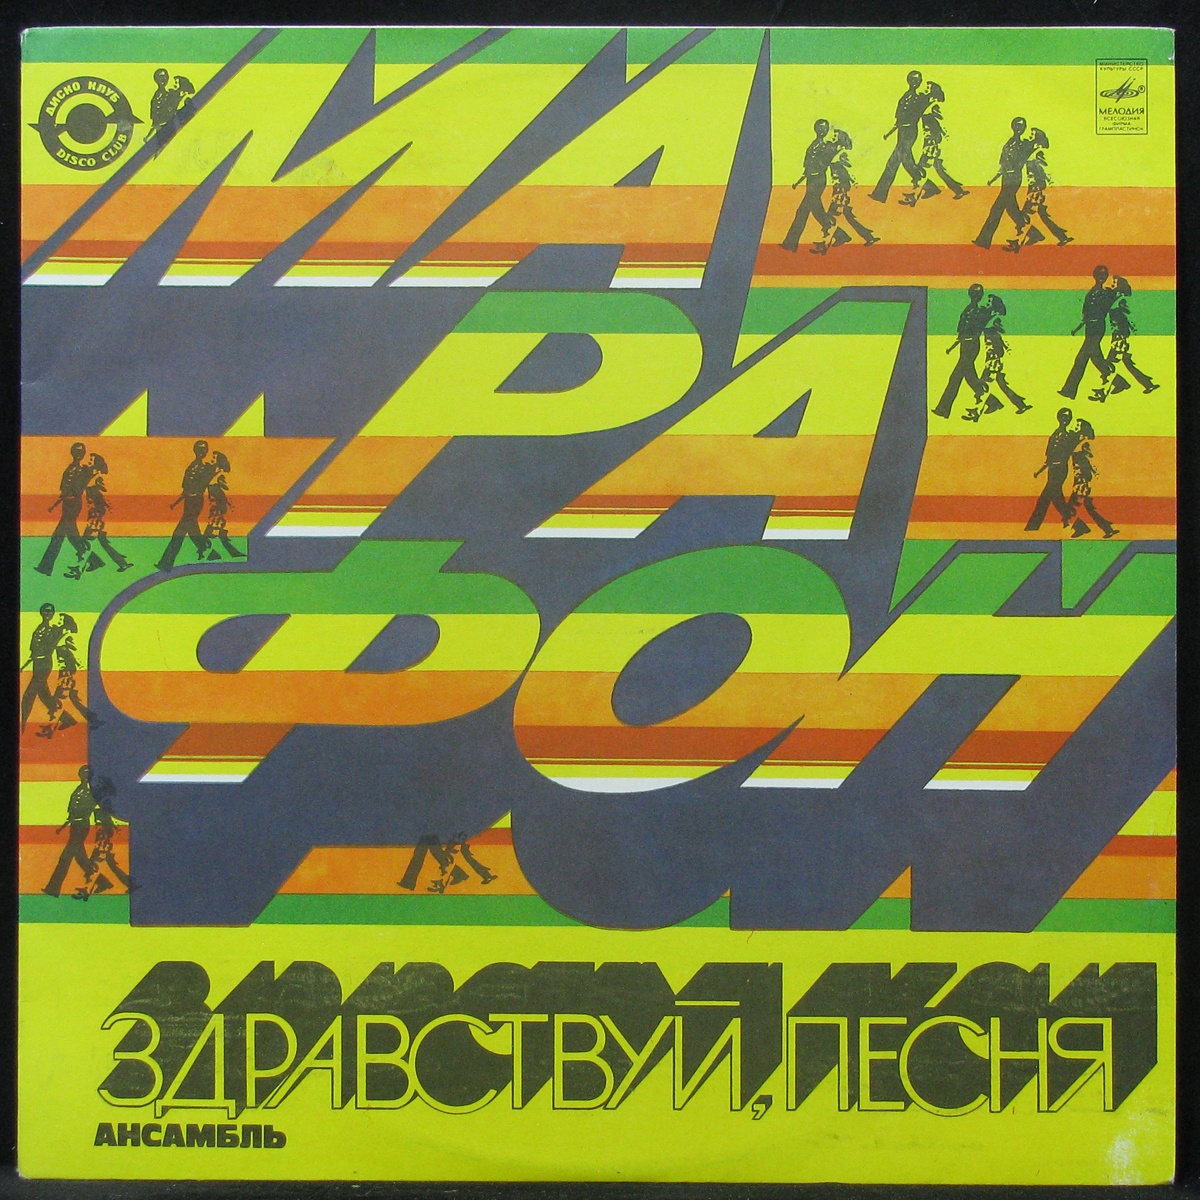 ДИСКО КЛУБ
DISCO CLUB
МИНИСТЕРСТВО
КУЛЬТУРЫ СССР
МЕЛОДИЯ
ВСЕСОЮЗНАЯ
ФИРМА
ГРАМПЛАСТИНОК
МА
РА
ФОН
ЗДРАВСТВУЙ, ПЕСНЯ
АНСАМБЛЬ